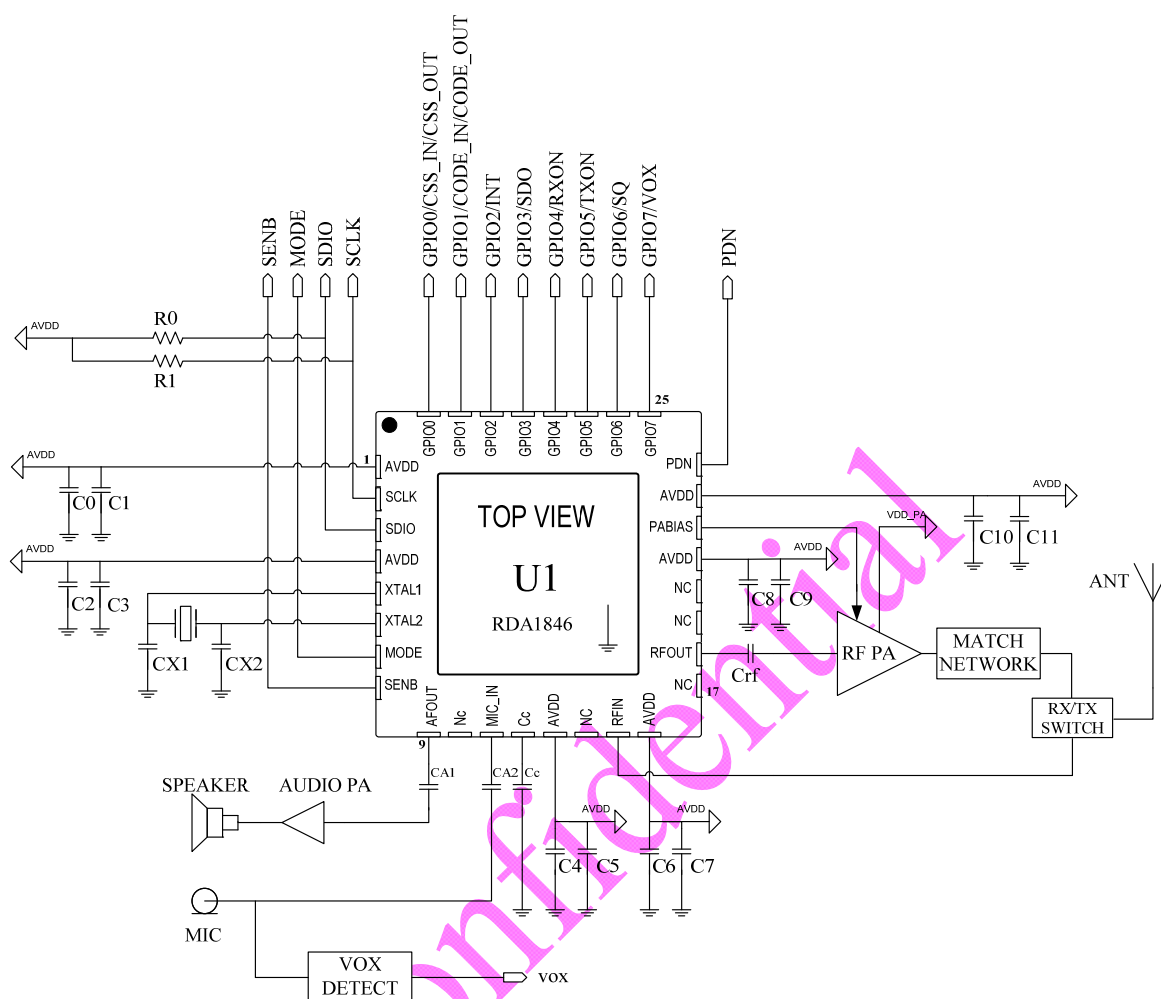 GPIO0/CSS_IN/CSS_OUT
GPIO1/CODE_IN/CODE_OUT
GPIO2/INT
GPIO3/SDO
GPIO4/RXON
GPIO5/TXON
GPIO6/SQ
GPIO7/VOX
SENB
MODE
SDIO
SCLK
PDN
AVDD
R0
R1
25
GPIO0
GPIO1
GPIO2
GPIO3
GPIO4
GPIO5
GPIO6
GPIO7
1
AVDD
AVDD
SCLK
SDIO
AVDD
XTAL1
XTAL2
MODE
SENB
C0
C1
AVDD
C2
C3
CX1
CX2
TOP VIEW
U1
RDA1846
PDN
AVDD
PABIAS
AVDD
NC
NC
RFOUT
NC
17
AVDD
VDD_PA
C10
C11
AVDD
C8
C9
ANT
Crf
RF PA
MATCH
NETWORK
RX/TX
SWITCH
AFOUT
Nc
MIC_IN
Cc
AVDD
NC
RFIN
AVDD
9
CA1
CA2
Cc
SPEAKER
AUDIO PA
AVDD
AVDD
C4
C5
C6
C7
MIC
VOX
DETECT
VOX
onfidential